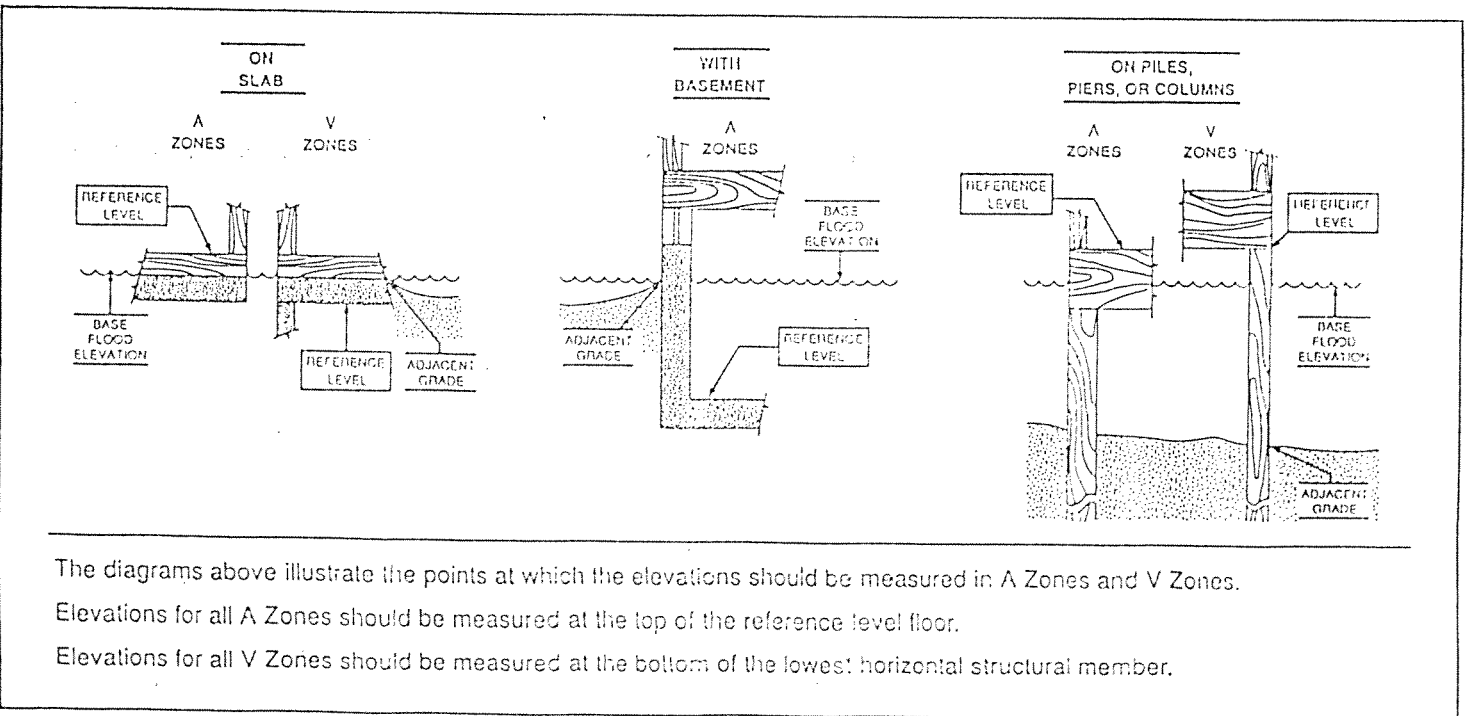 ON
SLAB
A
ZONES
V
ZONES
REFERENCE
LEVEL
BASE
FLOOD
ELEVATION
REFERENCE
LEVEL
ADJACENT
GRADE
WITH
BASEMENT
A
ZONES
BASE
FLOOD
ELEVATION
ADJACENT
GRADE
REFERENCE
LEVEL
ON PILES,
PIERS, OR COLUMNS
A
ZONES
V
ZONES
REFERENCE
LEVEL
REFERENCE
LEVEL
BASE
FLOOD
ELEVATION
ADJACENT
GRADE
The diagrams above illustrate the points at which the elevations should be measured in A Zones and V Zones.
Elevations for all A Zones should be measured at the top of the reference level floor.
Elevations for all V Zones should be measured at the bottom of the lowest horizontal structural member.